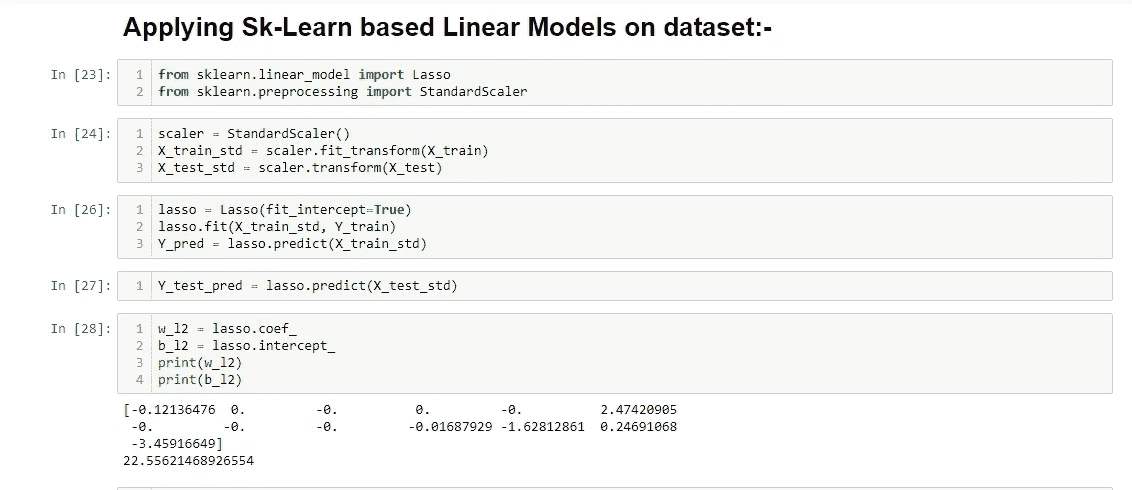 Applying Sk-Learn based Linear Models on dataset:-
In [23]:
1 from sklearn.linear_model import Lasso
2 from sklearn.preprocessing import StandardScaler
In [24]:
1 scaler = StandardScaler()
2 X_train_std = scaler.fit_transform(X_train)
3 X_test_std = scaler.transform(X_test)
In [26]:
1 lasso = Lasso(fit_intercept=True)
2 lasso.fit(X_train_std, Y_train)
3 Y_pred = lasso.predict(X_train_std)
In [27]:
1 Y_test_pred = lasso.predict(X_test_std)
In [28]:
1 w_l2 = lasso.coef_
2 b_l2 = lasso.intercept_
3 print(w_l2)
4 print(b_l2)
[-0.12136476 0. -0. 0. -0. 2.47420905
-0. -0. -0. -0.01687929 -1.62812861 0.24691068
-3.45916649]
22.55621468926554